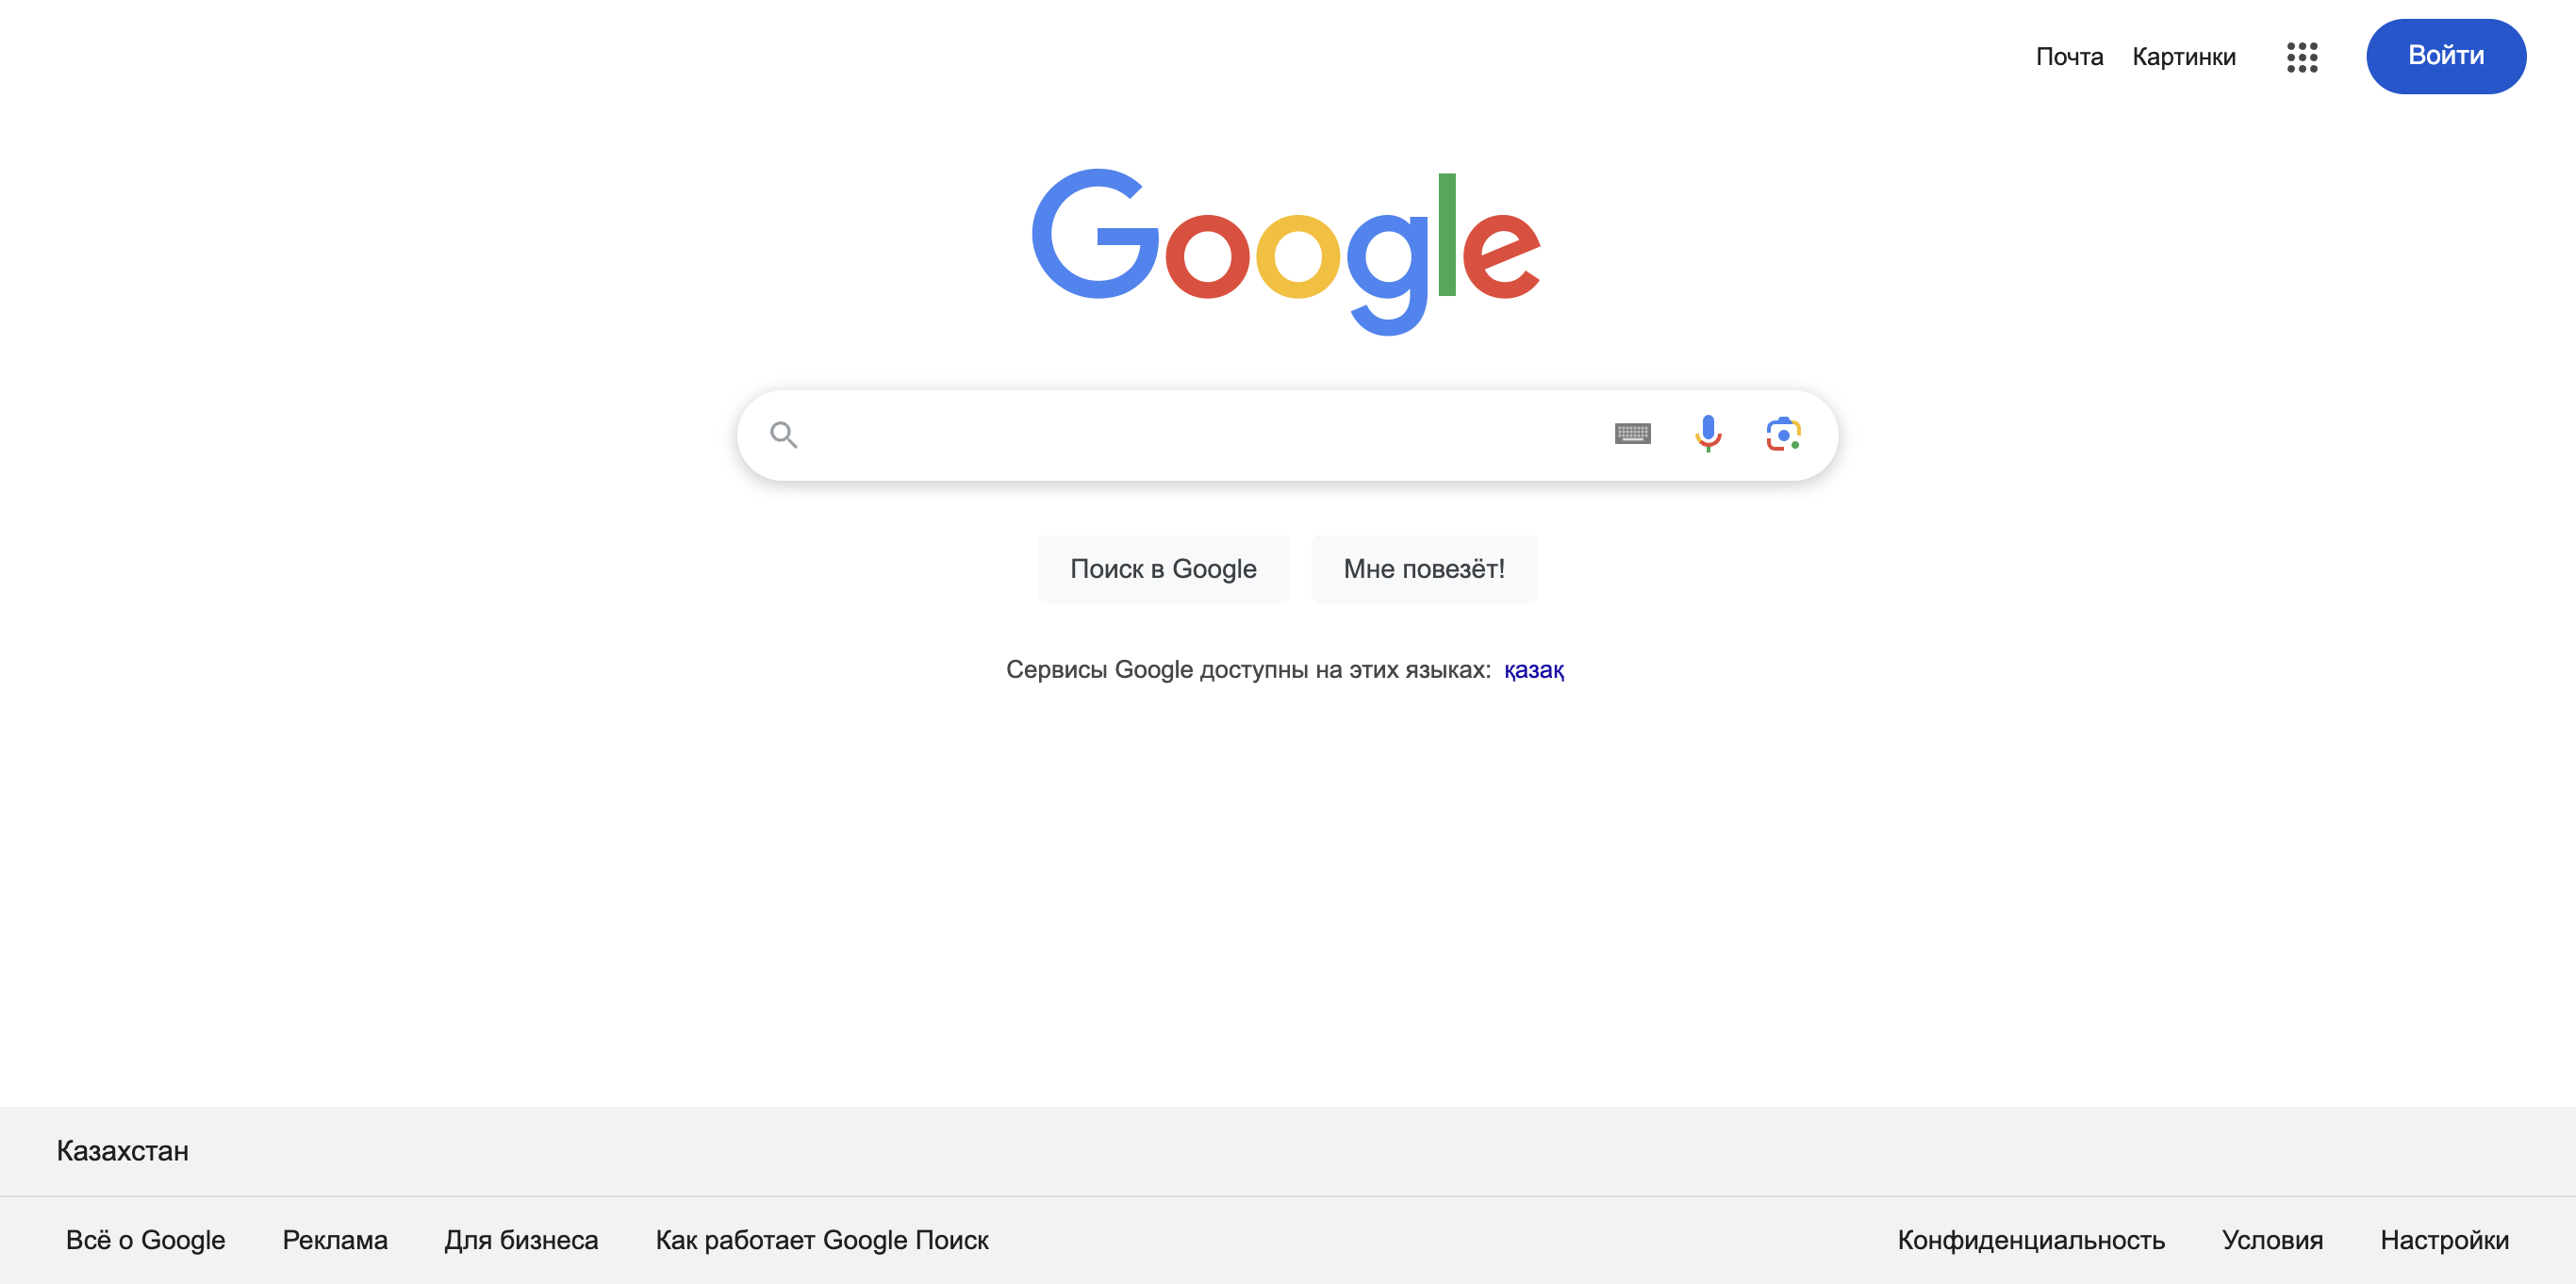 Почта Картинки Войти
Google
Поиск в Google Мне повезёт!
Сервисы Google доступны на этих языках: қазақ
Казахстан
Всё о Google Реклама Для бизнеса Как работает Google Поиск Конфиденциальность Условия Настройки